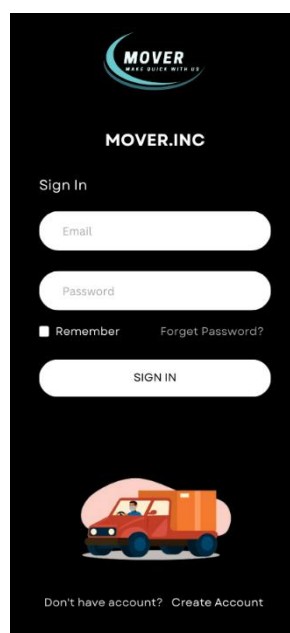 MOVER
MAKE QUICK WITH US
MOVER.INC
Sign In
Email
Password
Remember Forget Password?
SIGN IN
Don't have account? Create Account